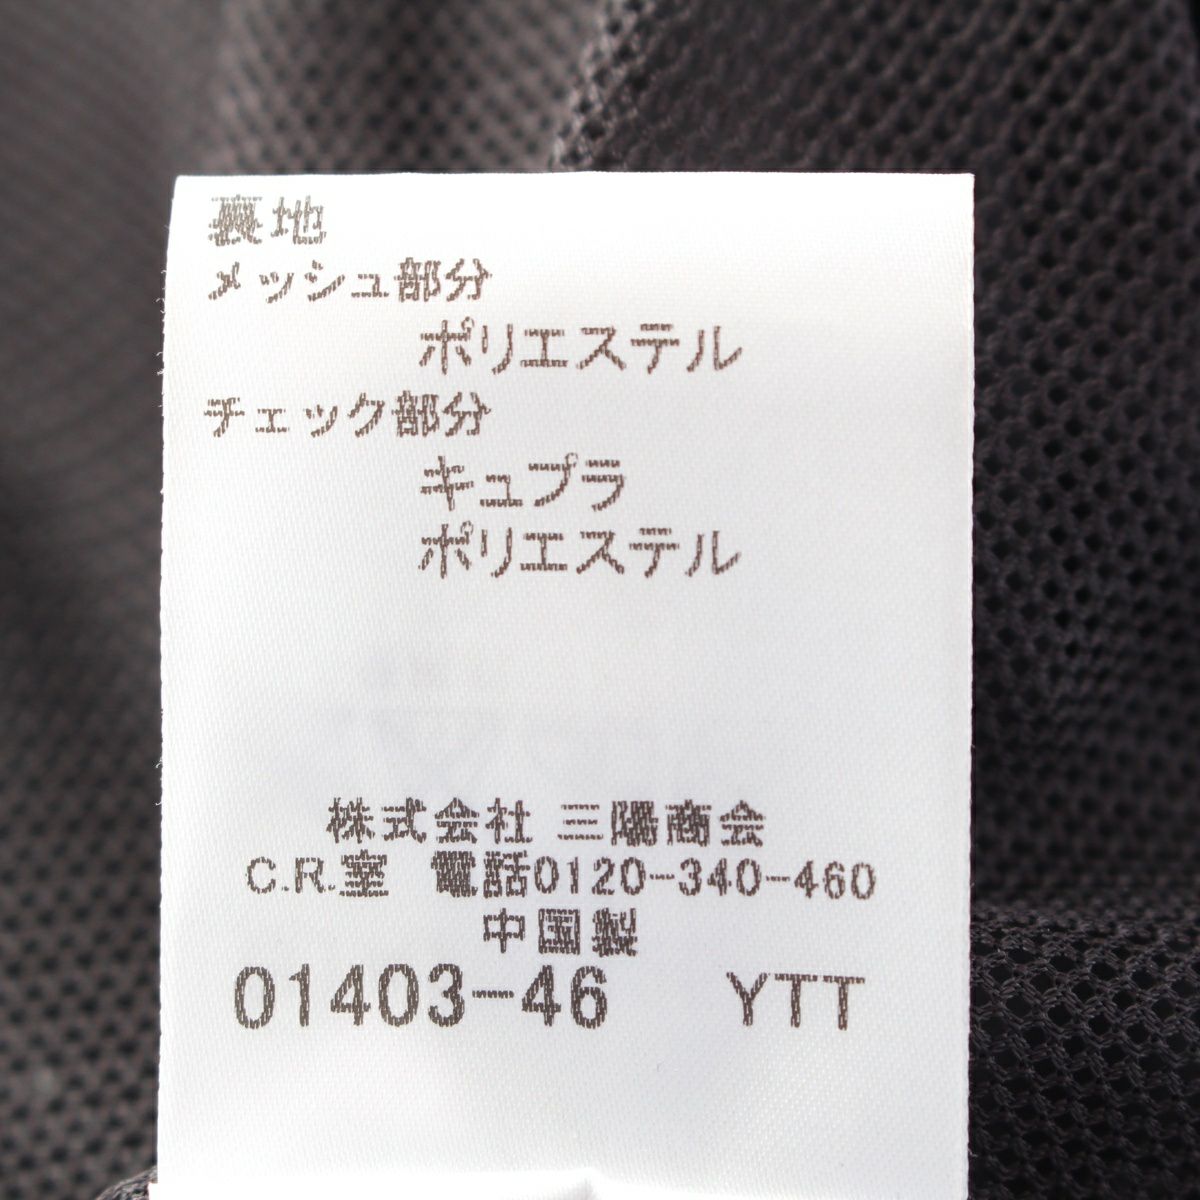 裏地
メッシュ部分
ポリエステル
チェック部分
キュプラ
ポリエステル
株式会社 三陽商会
C.R.室 電話0120-340-460
中国製
01403-46 YTT